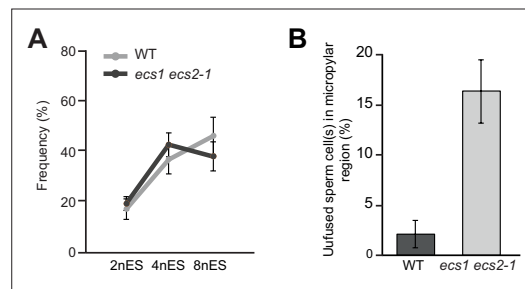 A
WT
ecs1 ecs2-1
Frequency (%)
80
60
40
20
0
2nES 4nES 8nES
B
Uufused sperm cell(s) in micropylar
region (%)
20
15
10
5
0
WT ecs1 ecs2-1